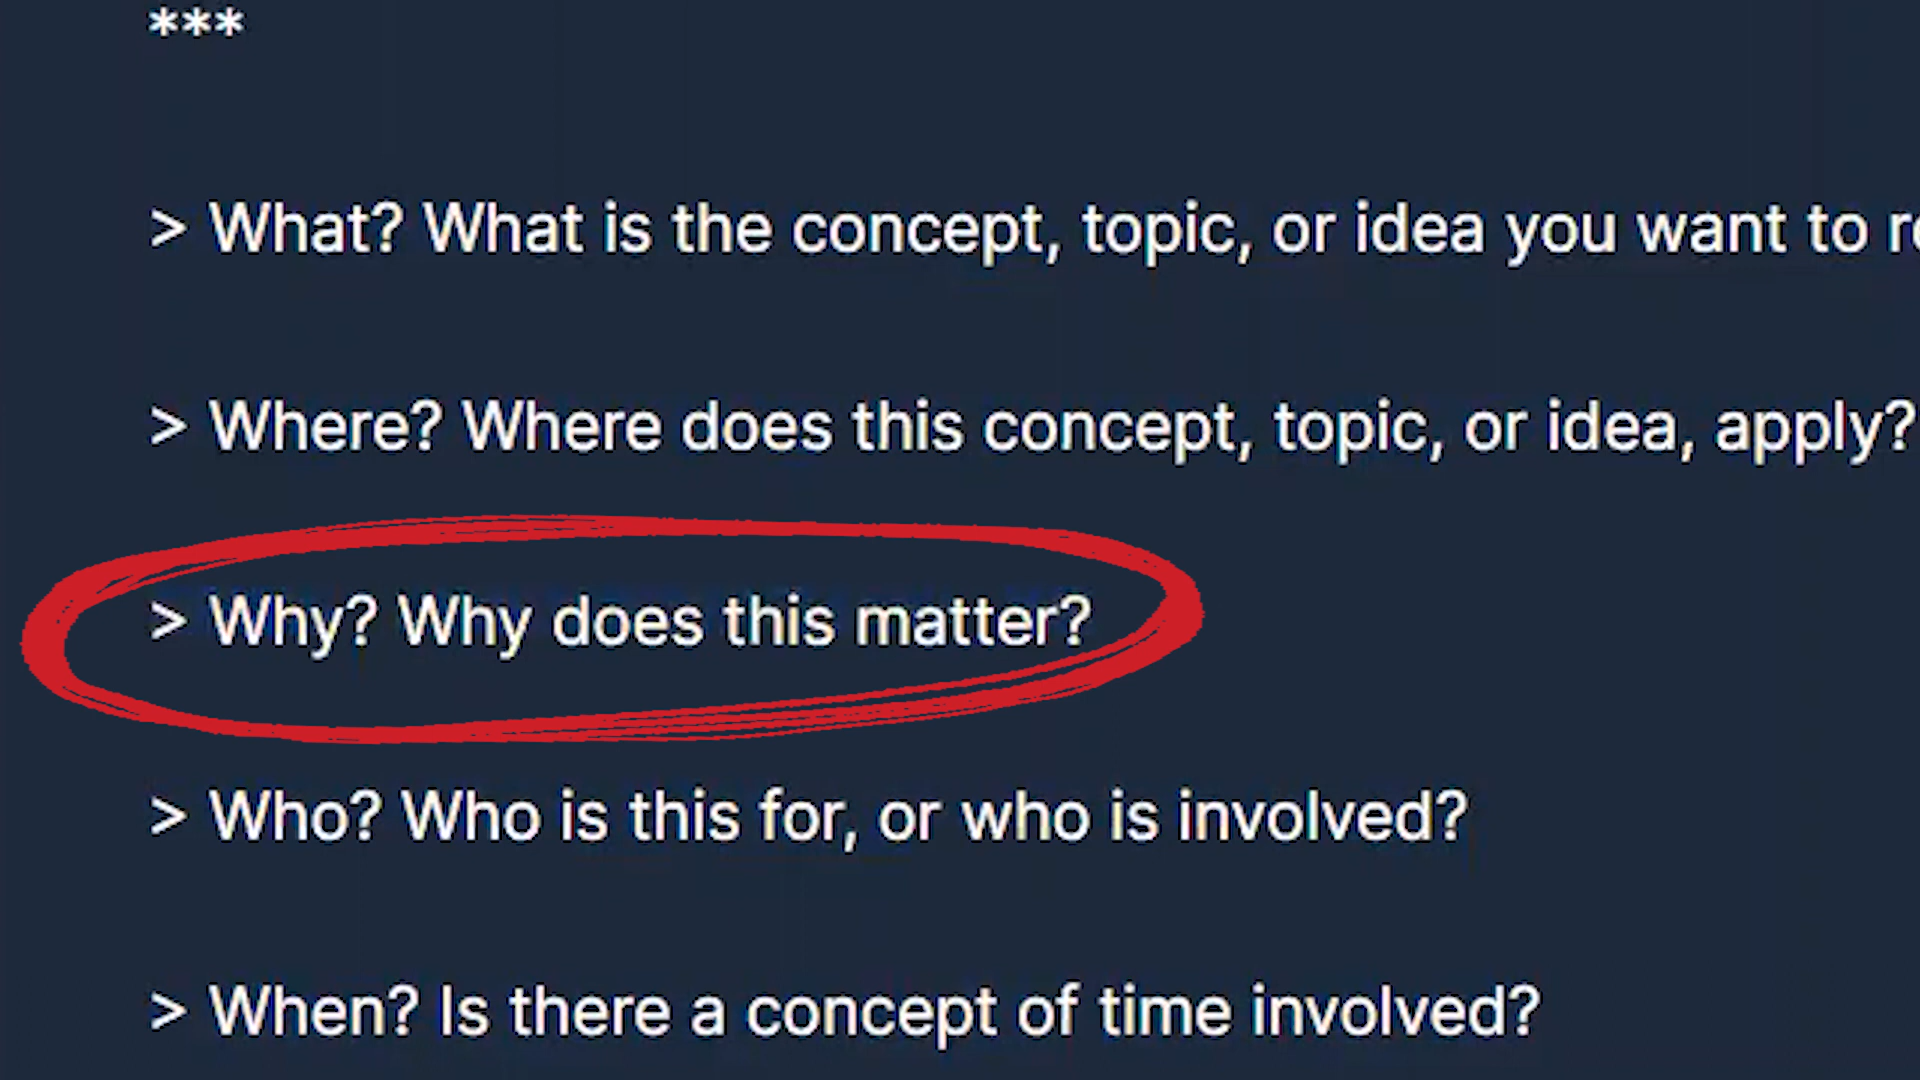 ***
> What? What is the concept, topic, or idea you want to
> Where? Where does this concept, topic, or idea, apply?
> Why? Why does this matter?
> Who? Who is this for, or who is involved?
> When? Is there a concept of time involved?